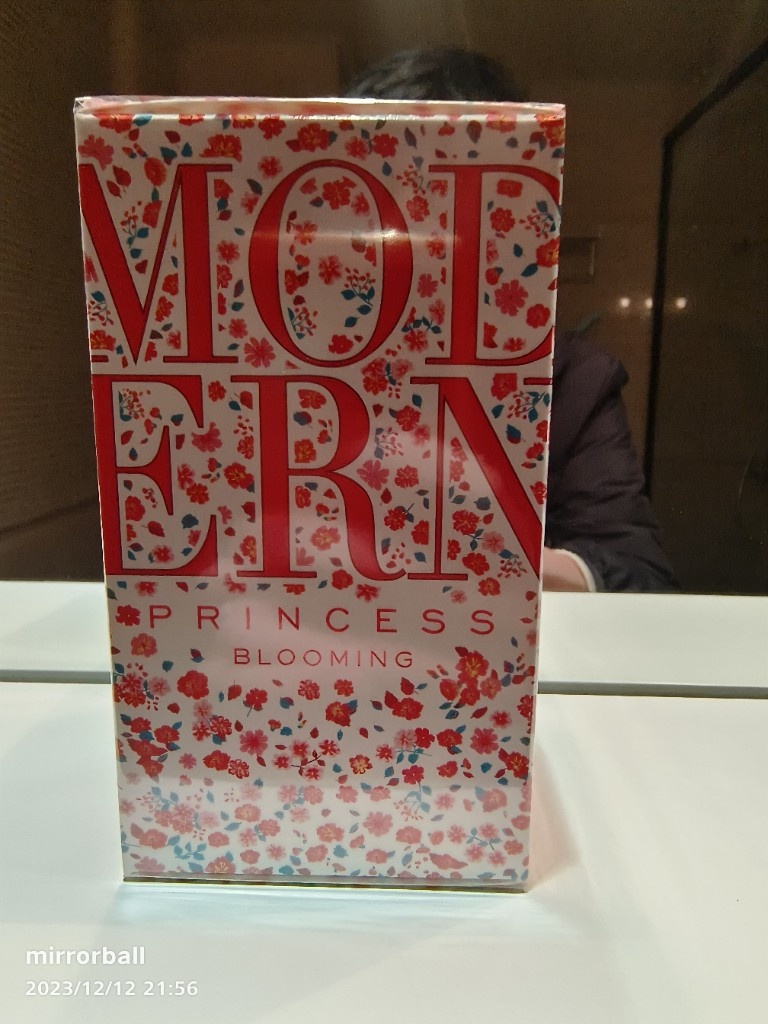 MOD
ERN
PRINCESS
BLOOMING
mirrorball
2023/12/12 21:56